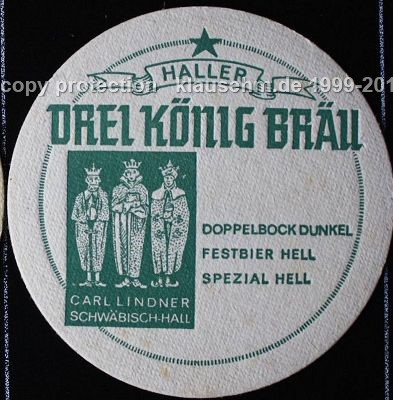 HALLER
copy protection klausehm.de 1999-201
DREI KÖNIG BRÄU
DOPPELBOCK DUNKEL
FESTBIER HELL
SPEZIAL HELL
CARL LINDNER
SCHWÄBISCH-HALL